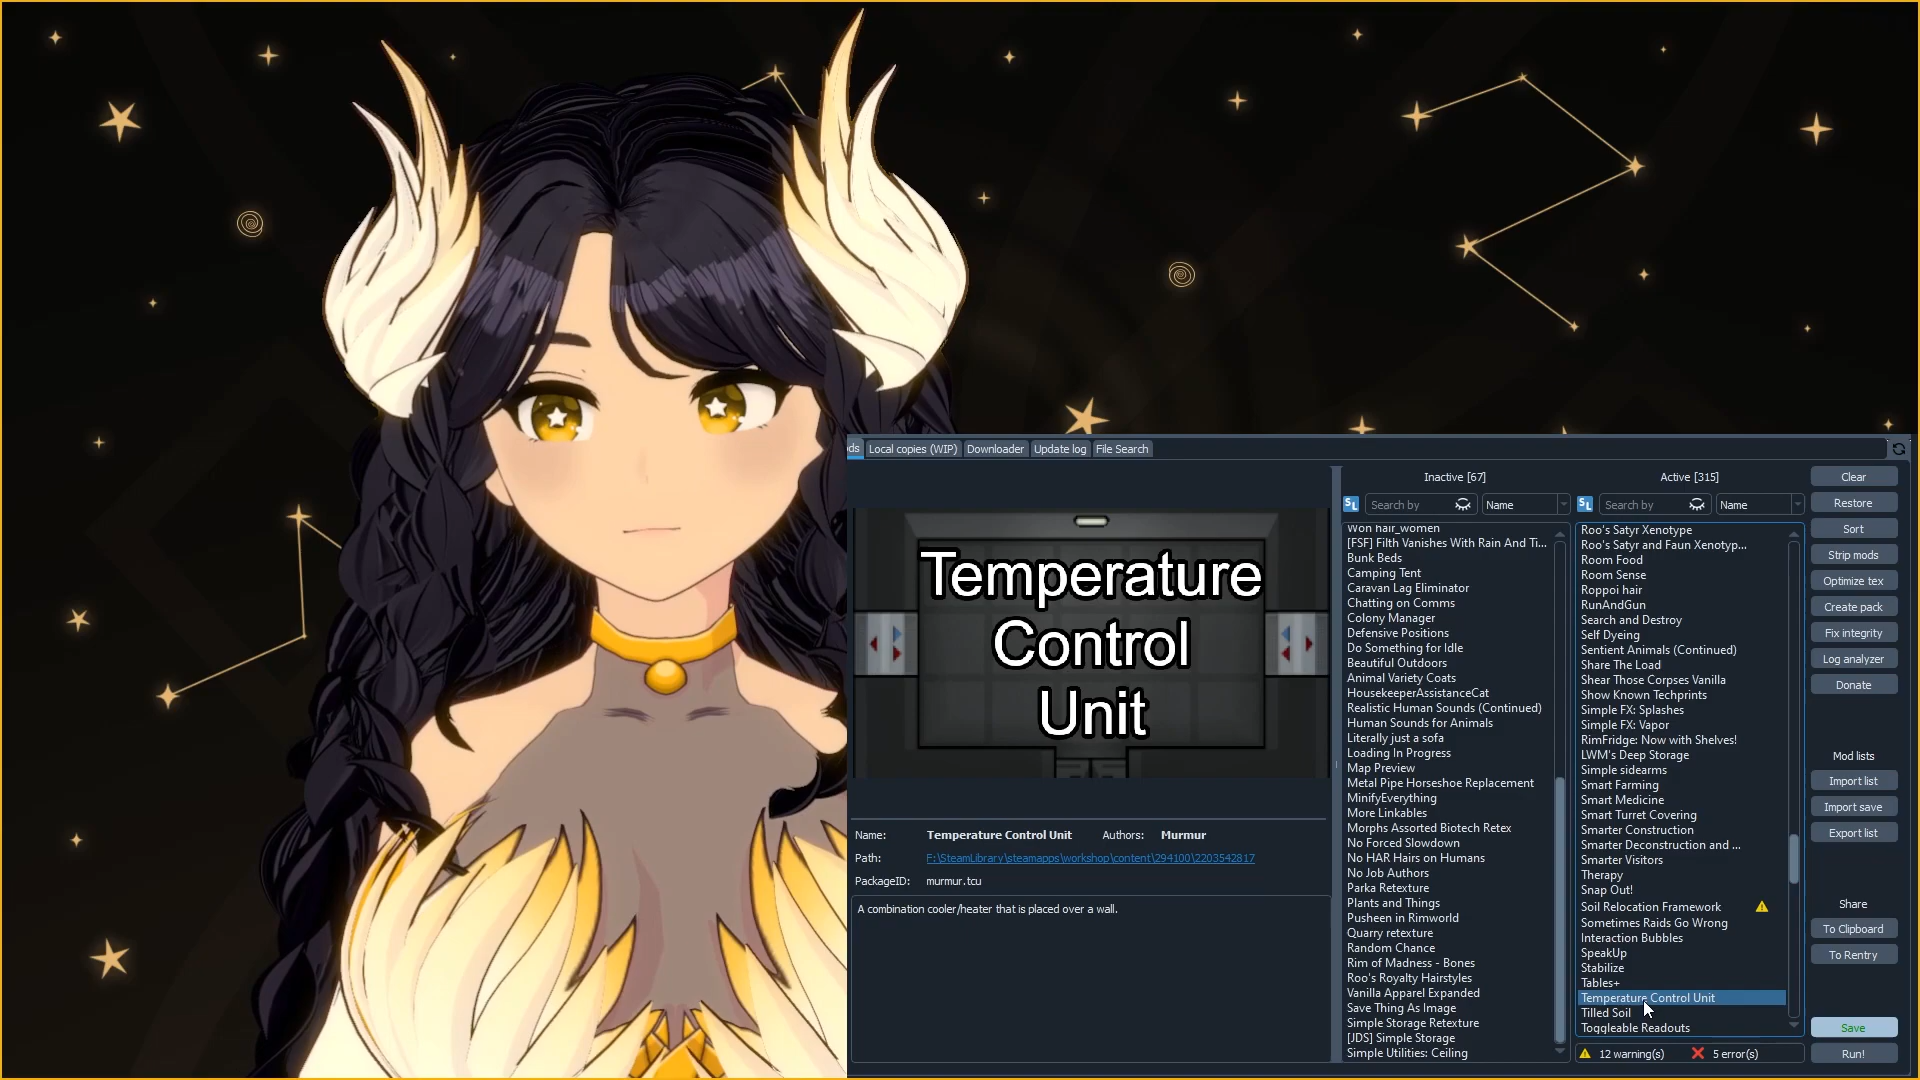 ds
Local copies (WIP)
Downloader
Update log
File Search
Temperature
Control
Unit
Name:
Temperature Control Unit
Authors:
Murmur
Path:
F:\SteamLibrary\steamapps\workshop\content\294100\2203542817
PackageID:
murmur.tcu
A combination cooler/heater that is placed over a wall.
Inactive [67]
SL
Search by
Name
Won hair_women
[FSF] Filth Vanishes With Rain And Ti...
Bunk Beds
Camping Tent
Caravan Lag Eliminator
Chatting on Comms
Colony Manager
Defensive Positions
Do Something for Idle
Beautiful Outdoors
Animal Variety Coats
HousekeeperAssistanceCat
Realistic Human Sounds (Continued)
Human Sounds for Animals
Literally just a sofa
Loading In Progress
Map Preview
Metal Pipe Horseshoe Replacement
MinifyEverything
More Linkables
Morphs Assorted Biotech Retex
No Forced Slowdown
No HAR Hairs on Humans
No Job Authors
Parka Retexture
Plants and Things
Pusheen in Rimworld
Quarry retexture
Random Chance
Rim of Madness - Bones
Roo's Royalty Hairstyles
Vanilla Apparel Expanded
Save Thing As Image
Simple Storage Retexture
[JDS] Simple Storage
Simple Utilities: Ceiling
Active [315]
SL
Search by
Name
Roo's Satyr Xenotype
Roo's Satyr and Faun Xenotyp...
Room Food
Room Sense
Roppoi hair
RunAndGun
Search and Destroy
Self Dyeing
Sentient Animals (Continued)
Share The Load
Shear Those Corpses Vanilla
Show Known Techprints
Simple FX: Splashes
Simple FX: Vapor
RimFridge: Now with Shelves!
LWM's Deep Storage
Simple sidearms
Smart Farming
Smart Medicine
Smart Turret Covering
Smarter Construction
Smarter Deconstruction and ...
Smarter Visitors
Therapy
Snap Out!
Soil Relocation Framework
Sometimes Raids Go Wrong
Interaction Bubbles
SpeakUp
Stabilize
Tables+
Temperature Control Unit
Tilled Soil
Toggleable Readouts
12 warning(s)
5 error(s)
Clear
Restore
Sort
Strip mods
Optimize tex
Create pack
Fix integrity
Log analyzer
Donate
Mod lists
Import list
Import save
Export list
Share
To Clipboard
To Rentry
Save
Run!